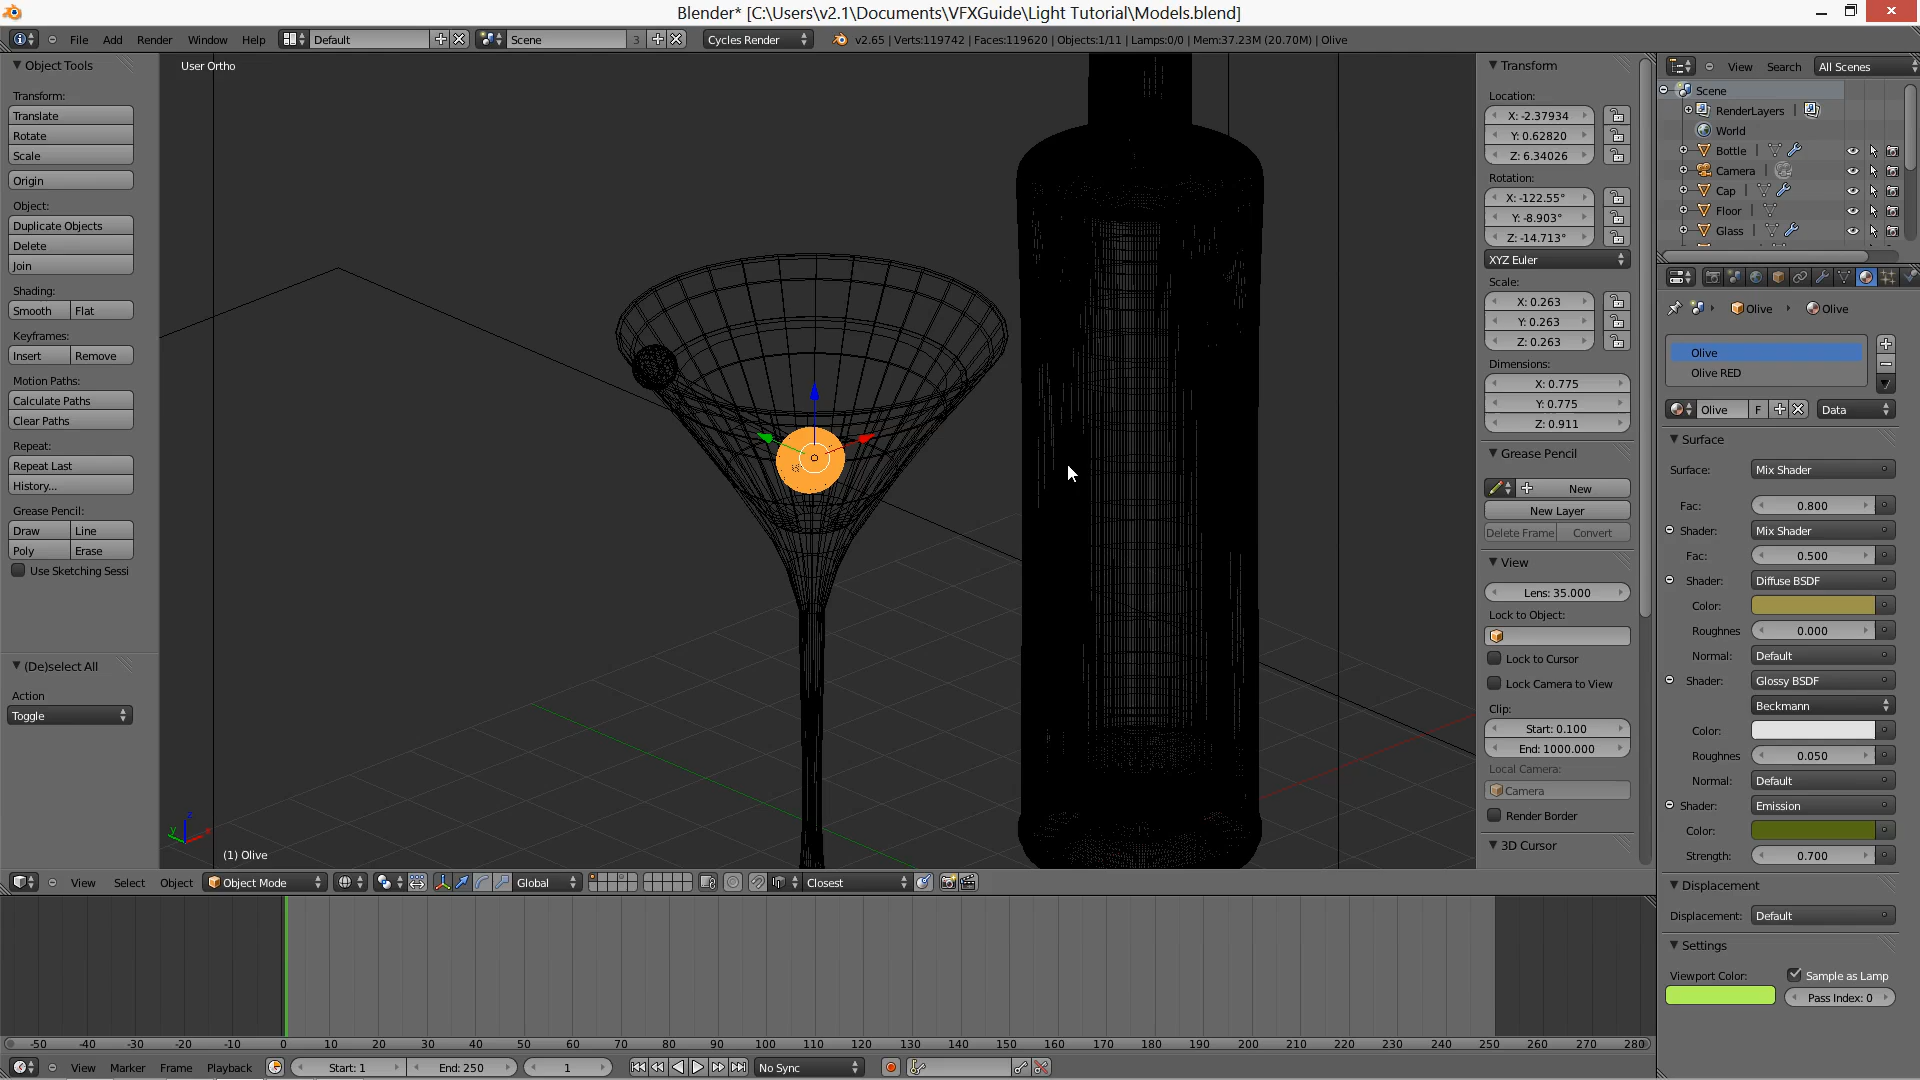 Blender* [C:\Users\v2.1\Documents\VFXGuide\Light Tutorial\Models.blend]
File Add Render Window Help Default Scene 3 Cycles Render v2.65 | Verts:119742 | Faces:119620 | Objects:1/11 | Lamps:0/0 | Mem:37.23M (20.70M) | Olive
Object Tools
Transform:
Translate
Rotate
Scale
Origin
Object:
Duplicate Objects
Delete
Join
Shading:
Smooth Flat
Keyframes:
Insert Remove
Motion Paths:
Calculate Paths
Clear Paths
Repeat:
Repeat Last
History...
Grease Pencil:
Draw Line
Poly Erase
Use Sketching Sessi
(De)select All
Action
Toggle
User Ortho
z
y
(1) Olive
Transform
Location:
X: -2.37934
Y: 0.62820
Z: 6.34026
Rotation:
X: -122.55°
Y: -8.903°
Z: -14.713°
XYZ Euler
Scale:
X: 0.263
Y: 0.263
Z: 0.263
Dimensions:
X: 0.775
Y: 0.775
Z: 0.911
Grease Pencil
New
New Layer
Delete Frame Convert
View
Lens: 35.000
Lock to Object:
Lock to Cursor
Lock Camera to View
Clip:
Start: 0.100
End: 1000.000
Local Camera:
Camera
Render Border
3D Cursor
View Search All Scenes
Scene
RenderLayers |
World
Bottle |
Camera |
Cap |
Floor |
Glass |
Olive Olive
Olive
Olive RED
Olive F Data
Surface
Surface: Mix Shader
Fac: 0.800
Shader: Mix Shader
Fac: 0.500
Shader: Diffuse BSDF
Color:
Roughnes 0.000
Normal: Default
Shader: Glossy BSDF
Beckmann
Color:
Roughnes 0.050
Normal: Default
Shader: Emission
Color:
Strength: 0.700
Displacement
Displacement: Default
Settings
Viewport Color: Sample as Lamp
Pass Index: 0
View Select Object Object Mode Global Closest
-50 -40 -30 -20 -10 0 10 20 30 40 50 60 70 80 90 100 110 120 130 140 150 160 170 180 190 200 210 220 230 240 250 260 270 280
View Marker Frame Playback Start: 1 End: 250 1 No Sync